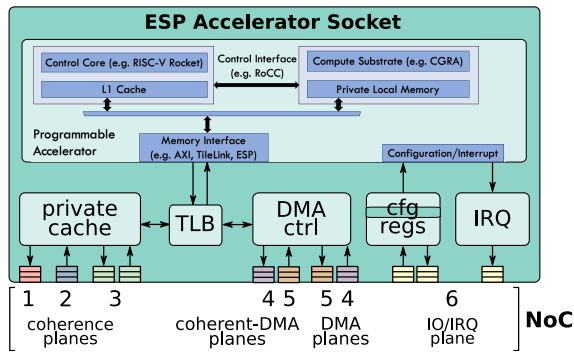 ESP Accelerator Socket
Control Core (e.g. RISC-V Rocket)
L1 Cache
Control Interface
(e.g. RoCC)
Compute Substrate (e.g. CGRA)
Private Local Memory
Programmable
Accelerator
Memory Interface
(e.g. AXI, TileLink, ESP)
Configuration/Interrupt
private
cache
TLB
DMA
ctrl
cfg
regs
IRQ
1 2 3 4 5 5 4 6
NoC
coherence
planes
coherent-DMA
planes
DMA
planes
IO/IRQ
plane